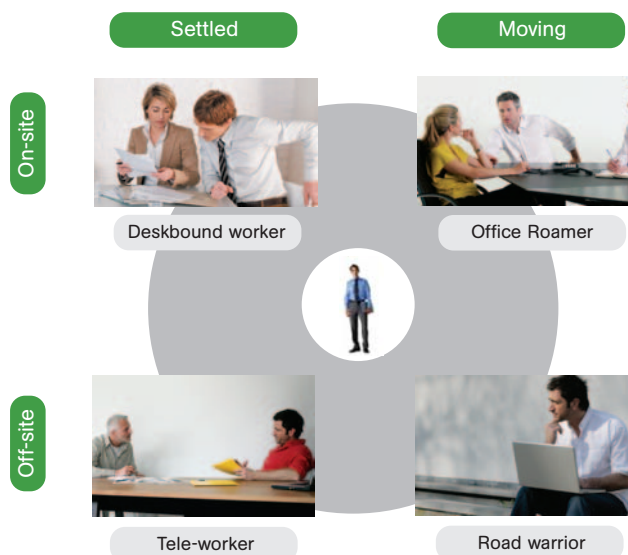 Settled
Moving
On-site
Deskbound worker
Office Roamer
Off-site
Tele-worker
Road warrior